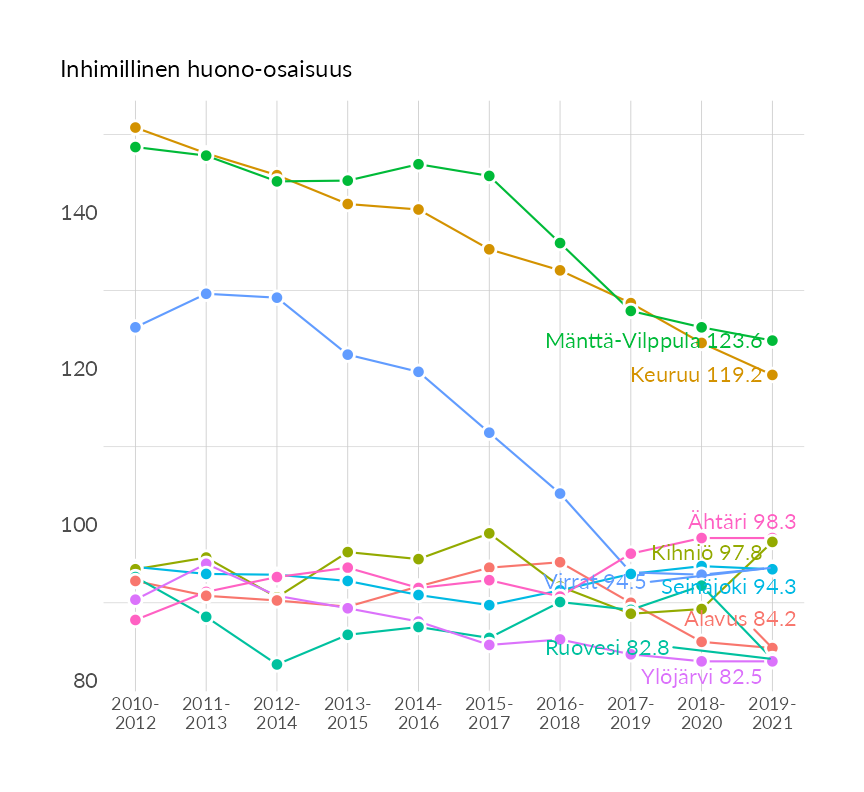 Inhimillinen huono-osaisuus
140
120
100
80
Mänttä-Vilppula 123.6
Keuruu 119.2
Ähtäri 98.3
Kihniö 97.8
Virrat 94.5
Seinäjoki 94.3
Alavus 84.2
Ruovesi 82.8
Ylöjärvi 82.5
2010- 2011- 2012- 2013- 2014- 2015- 2016- 2017- 2018- 2019-
2012 2013 2014 2015 2016 2017 2018 2019 2020 2021